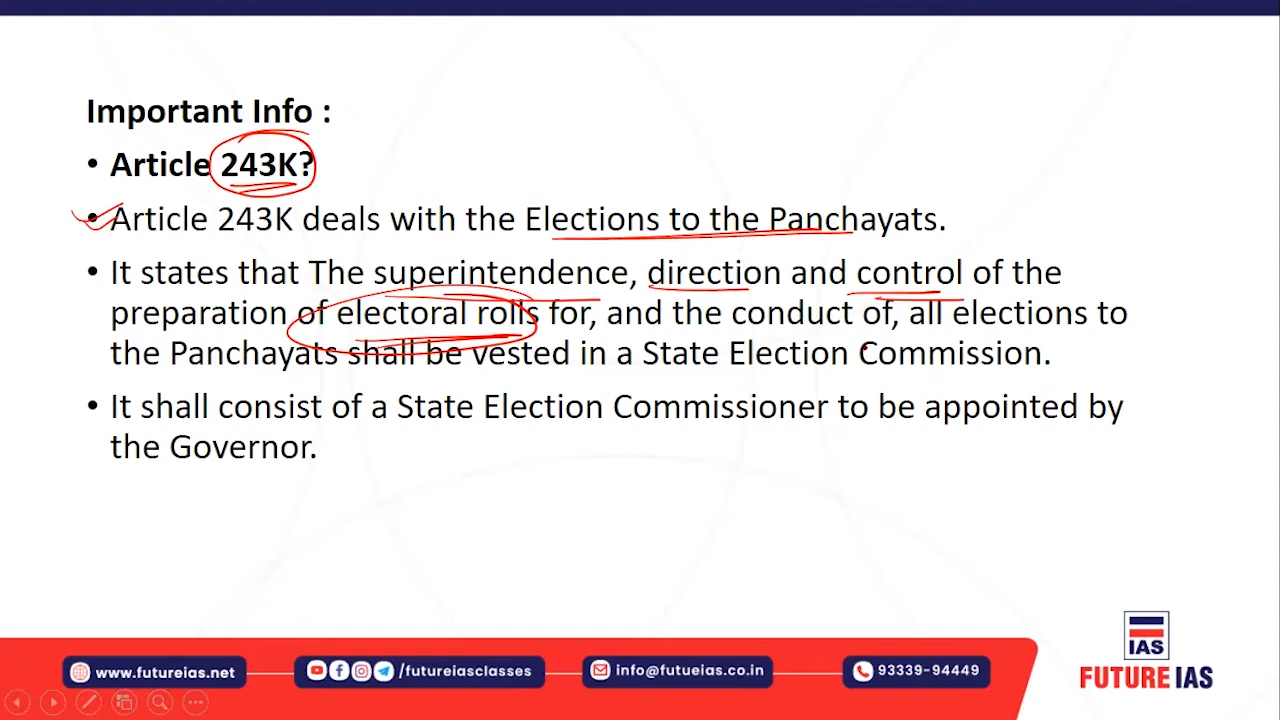 Important Info :
• Article 243K?
• Article 243K deals with the Elections to the Panchayats.
• It states that The superintendence, direction and control of the
preparation of electoral rolls for, and the conduct of, all elections to
the Panchayats shall be vested in a State Election Commission.
• It shall consist of a State Election Commissioner to be appointed by
the Governor.
IAS
FUTURE IAS
www.futureias.net
/futureiasclasses
info@futueias.co.in
93339-94449